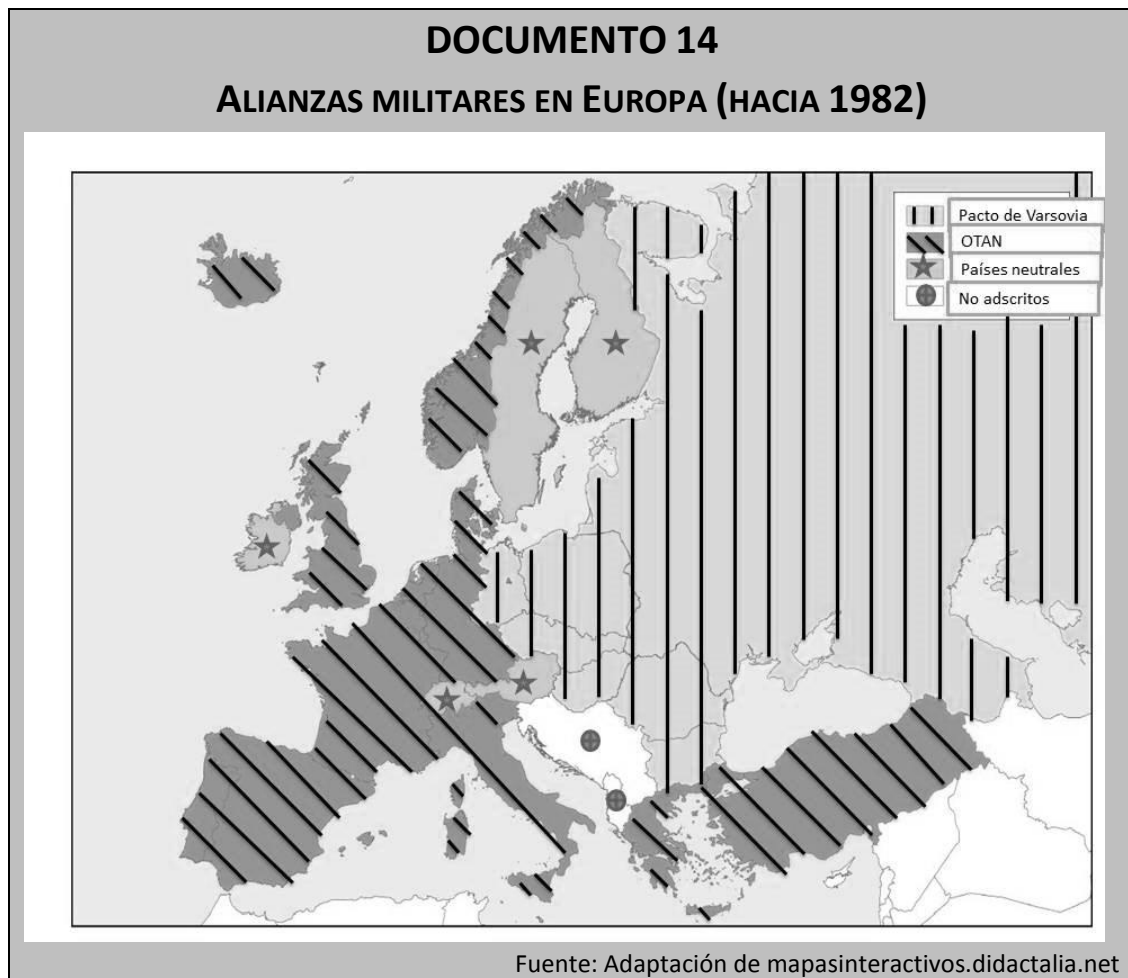 DOCUMENTO 14
ALIANZAS MILITARES EN EUROPA (HACIA 1982)
Pacto de Varsovia
OTAN
Países neutrales
No adscritos
Fuente: Adaptación de mapasinteractivos.didactalia.net